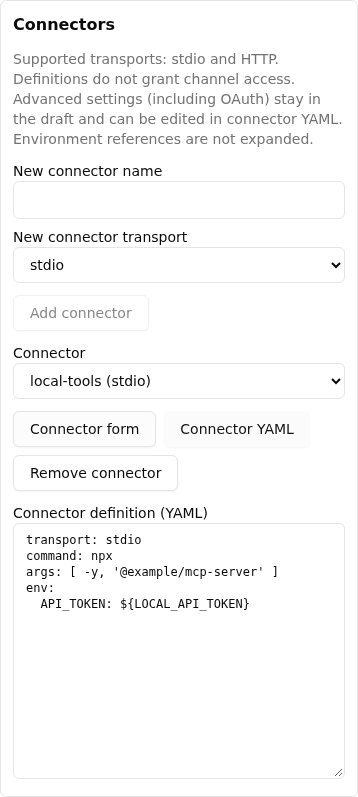 Connectors
Supported transports: stdio and HTTP.
Definitions do not grant channel access.
Advanced settings (including OAuth) stay in
the draft and can be edited in connector YAML.
Environment references are not expanded.
New connector name
New connector transport
stdio
Add connector
Connector
local-tools (stdio)
Connector form
Connector YAML
Remove connector
Connector definition (YAML)
transport: stdio
command: npx
args: [ -y, '@example/mcp-server' ]
env:
  API_TOKEN: ${LOCAL_API_TOKEN}